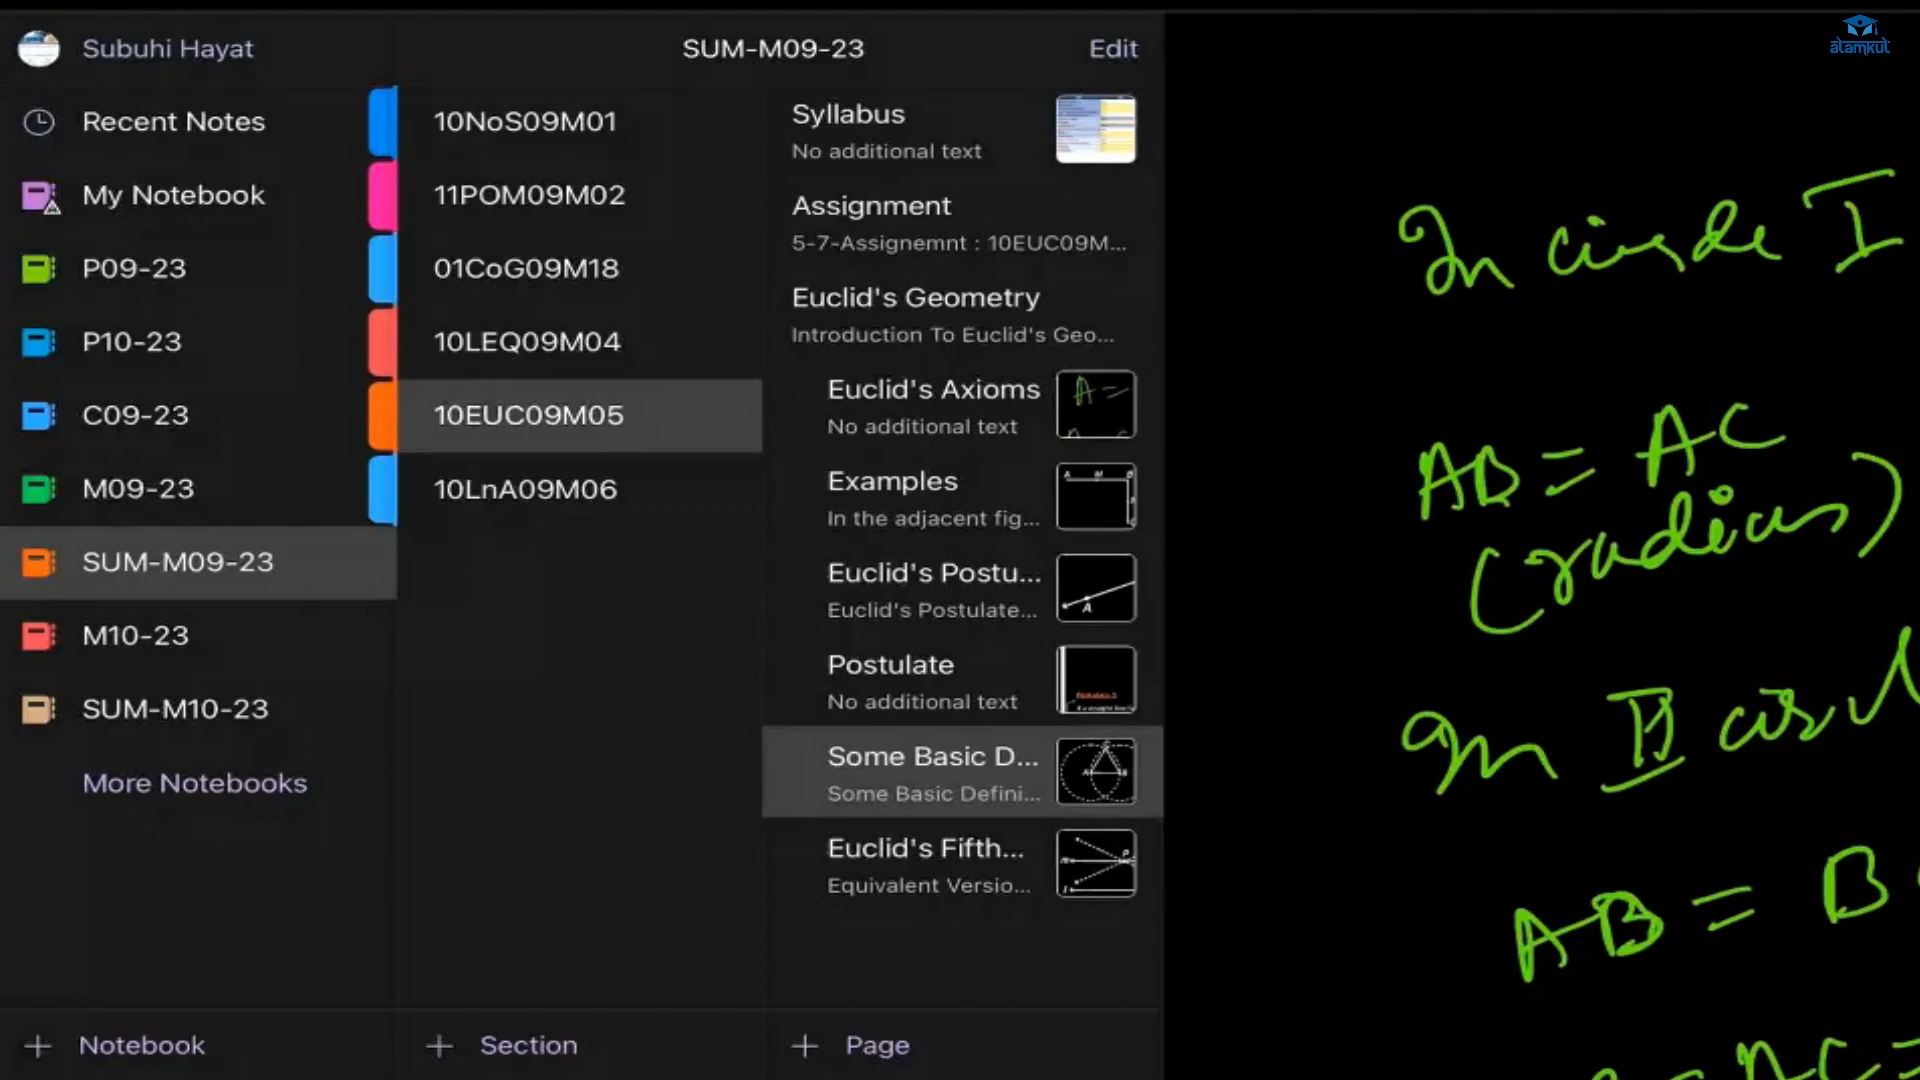 Subuhi Hayat
Recent Notes
My Notebook
P09-23
P10-23
C09-23
M09-23
SUM-M09-23
M10-23
SUM-M10-23
More Notebooks
Notebook
10NoS09M01
11POM09M02
01CoG09M18
10LEQ09M04
10EUC09M05
10LnA09M06
Section
SUM-M09-23
Edit
Syllabus
No additional text
Assignment
5-7-Assignemnt : 10EUC09M...
Euclid's Geometry
Introduction To Euclid's Geo...
Euclid's Axioms
No additional text
Examples
In the adjacent fig...
Euclid's Postu...
Euclid's Postulate...
Postulate
No additional text
Some Basic D...
Some Basic Defini...
Euclid's Fifth...
Equivalent Versio...
Page
alamkul
In circle I
AB = AC
(radius)
In II
AB = B